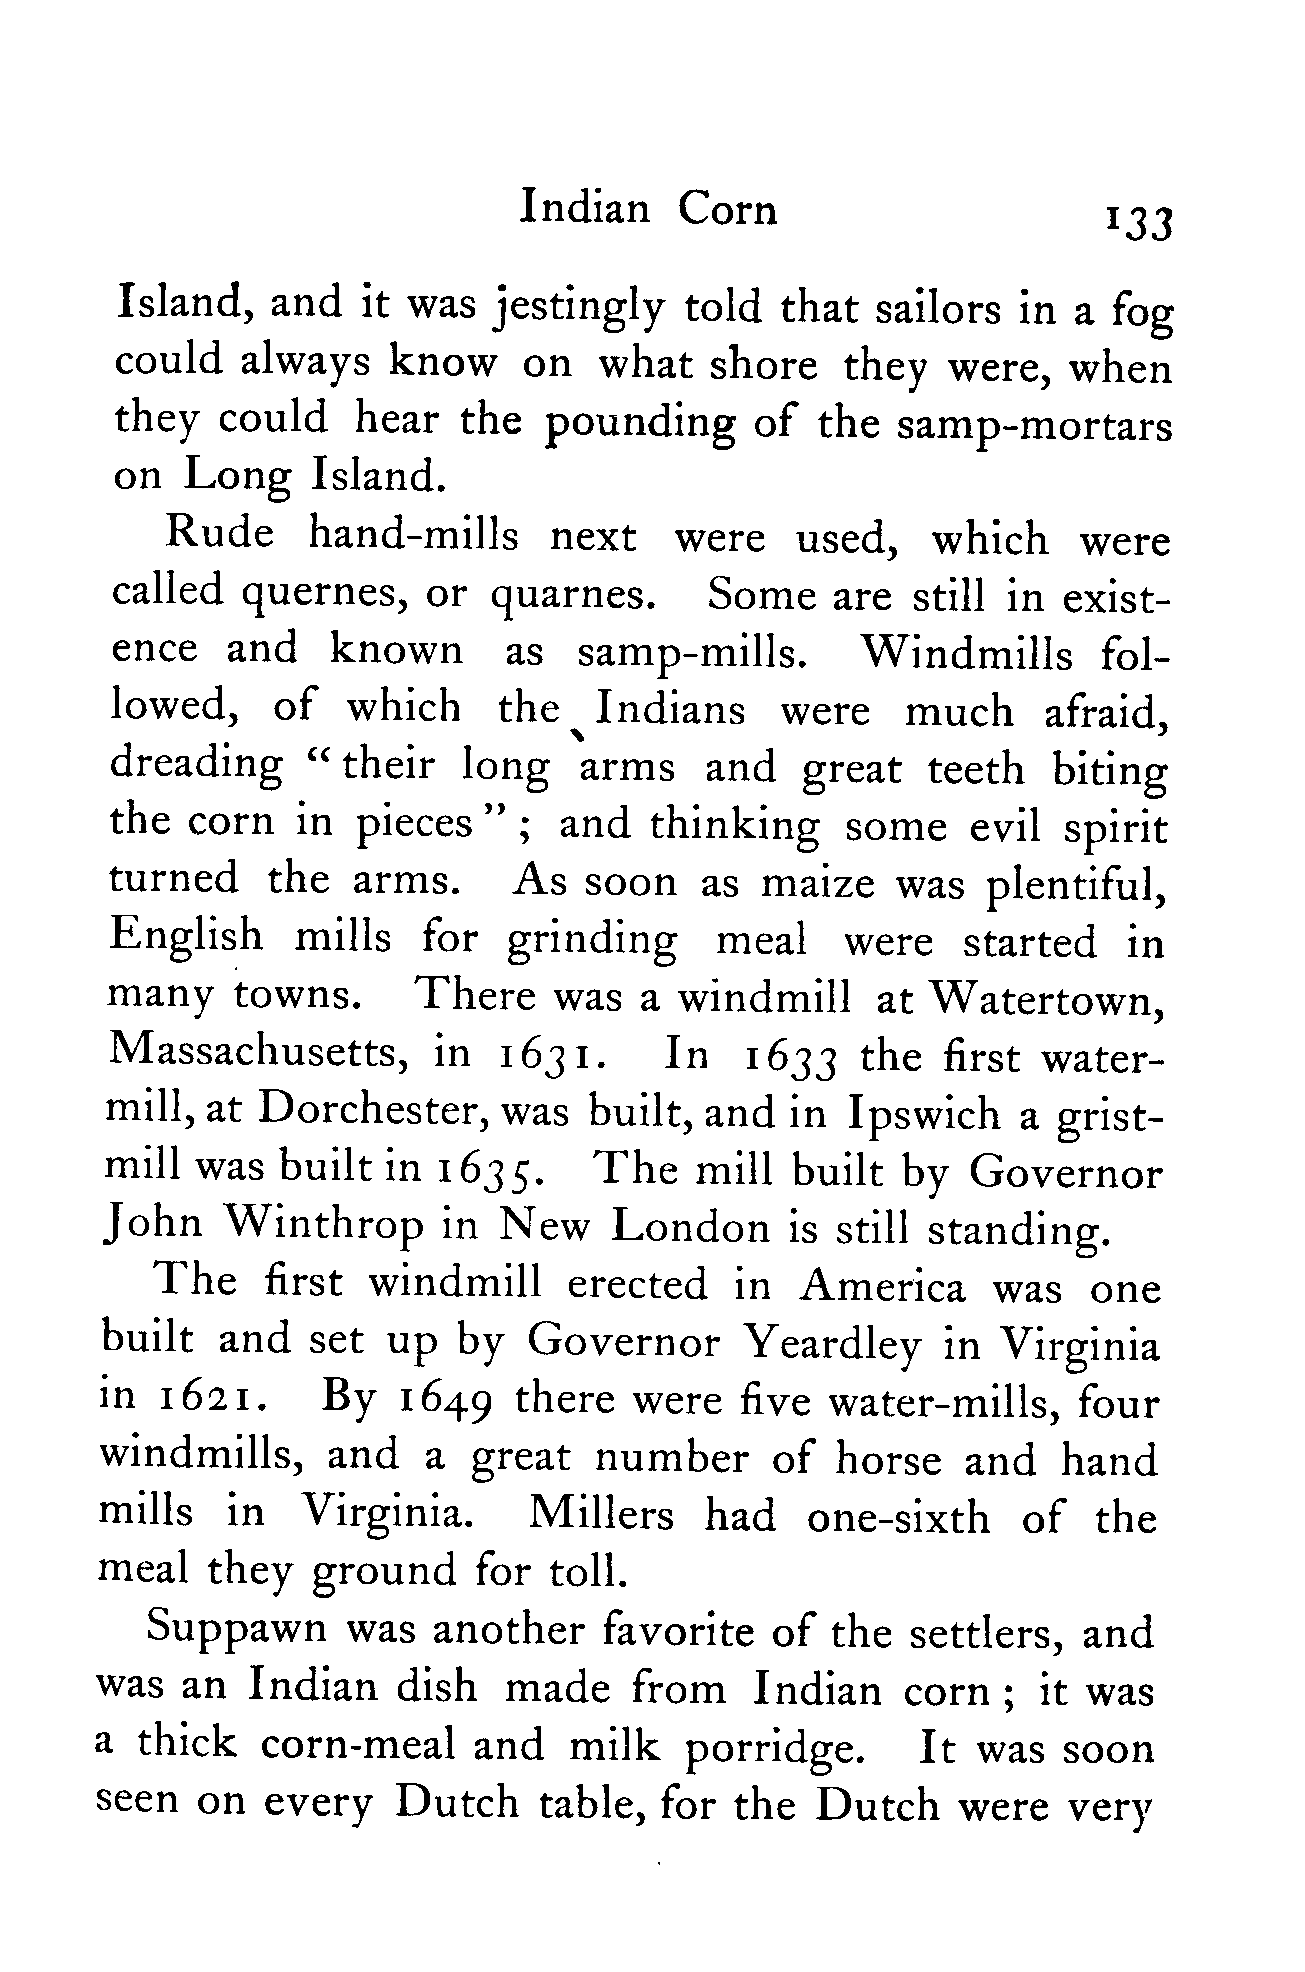 Indian Corn 133
Island, and it was jestingly told that sailors in a fog
could always know on what shore they were, when
they could hear the pounding of the samp-mortars
on Long Island.
Rude hand-mills next were used, which were
called quernes, or quarnes. Some are still in exist-
ence and known as samp-mills. Windmills fol-
lowed, of which the Indians were much afraid,
dreading “ their long arms and great teeth biting
the corn in pieces ” ; and thinking some evil spirit
turned the arms. As soon as maize was plentiful,
English mills for grinding meal were started in
many towns. There was a windmill at Watertown,
Massachusetts, in 1631. In 1633 the first water-
mill, at Dorchester, was built, and in Ipswich a grist-
mill was built in 1635. The mill built by Governor
John Winthrop in New London is still standing.
The first windmill erected in America was one
built and set up by Governor Yeardley in Virginia
in 1621. By 1649 there were five water-mills, four
windmills, and a great number of horse and hand
mills in Virginia. Millers had one-sixth of the
meal they ground for toll.
Suppawn was another favorite of the settlers, and
was an Indian dish made from Indian corn ; it was
a thick corn-meal and milk porridge. It was soon
seen on every Dutch table, for the Dutch were very